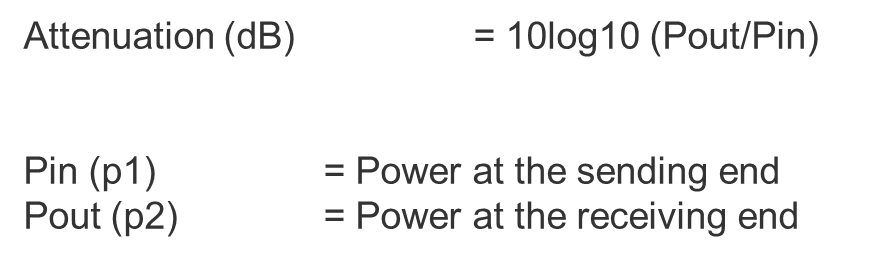 Attenuation (dB) = 10log10 (Pout/Pin)
Pin (p1) = Power at the sending end
Pout (p2) = Power at the receiving end